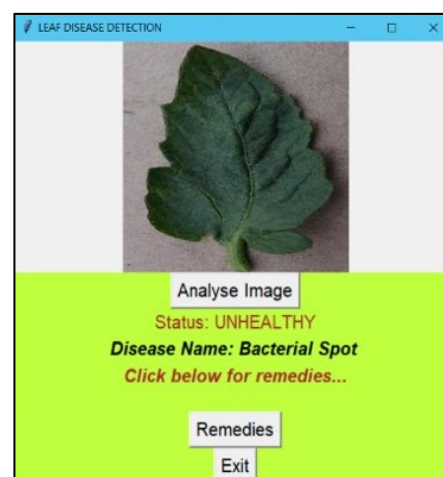 LEAF DISEASE DETECTION
Analyse Image
Status: UNHEALTHY
Disease Name: Bacterial Spot
Click below for remedies...
Remedies
Exit